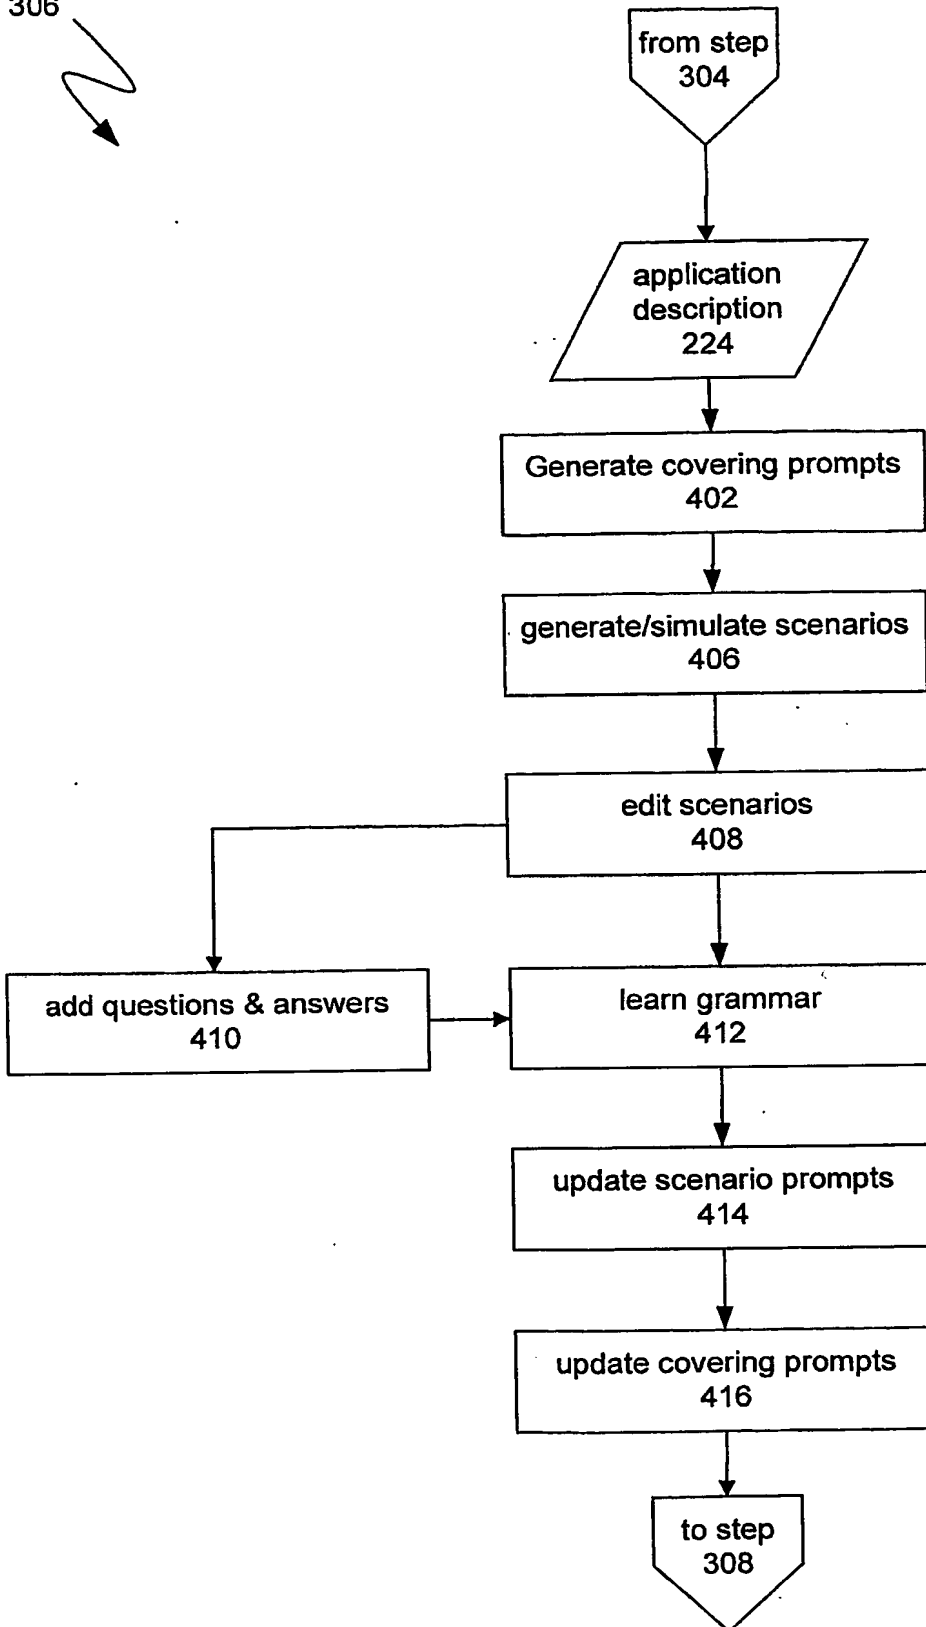 306
from step
304
application
description
224
Generate covering prompts
402
generate/simulate scenarios
406
edit scenarios
408
add questions & answers
410
learn grammar
412
update scenario prompts
414
update covering prompts
416
to step
308